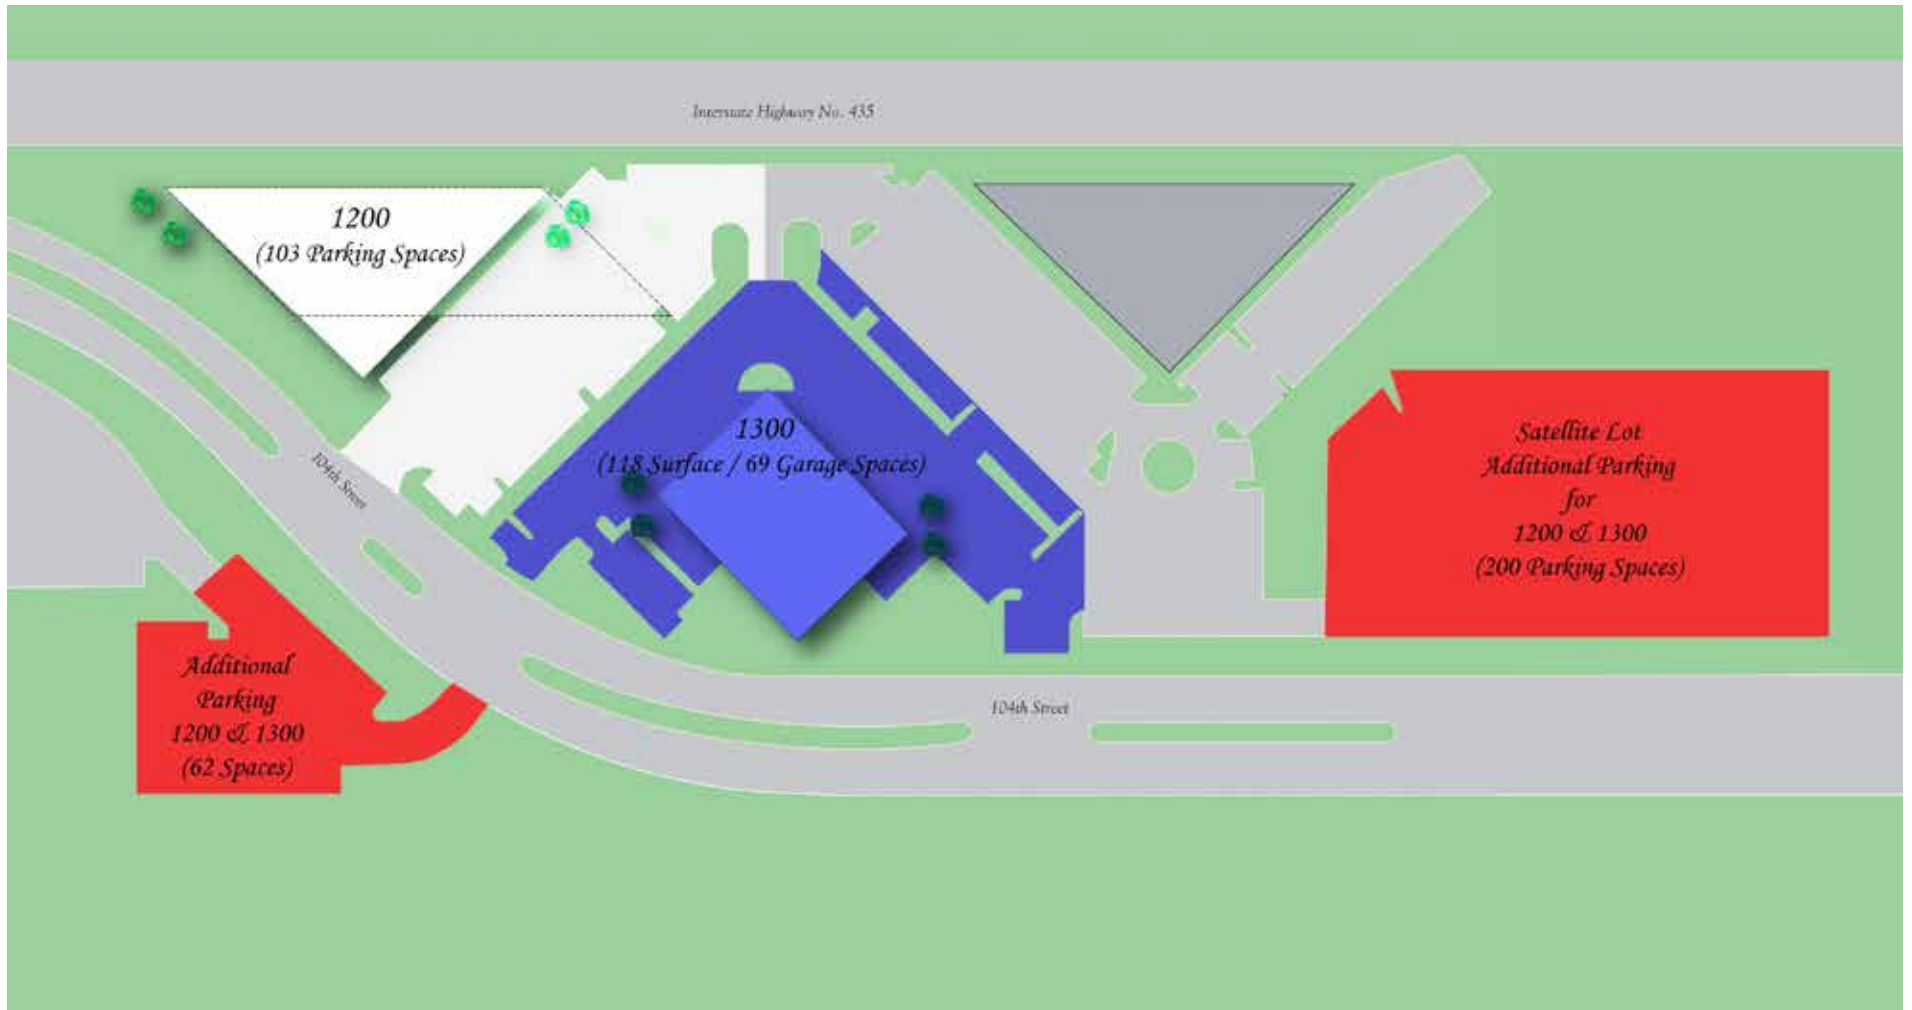 Interstate Highway No. 435
1200
(103 Parking Spaces)
1300
(118 Surface / 69 Garage Spaces)
Satellite Lot
Additional Parking
for
1200 & 1300
(200 Parking Spaces)
104th Street
Additional
Parking
1200 & 1300
(62 Spaces)
104th Street